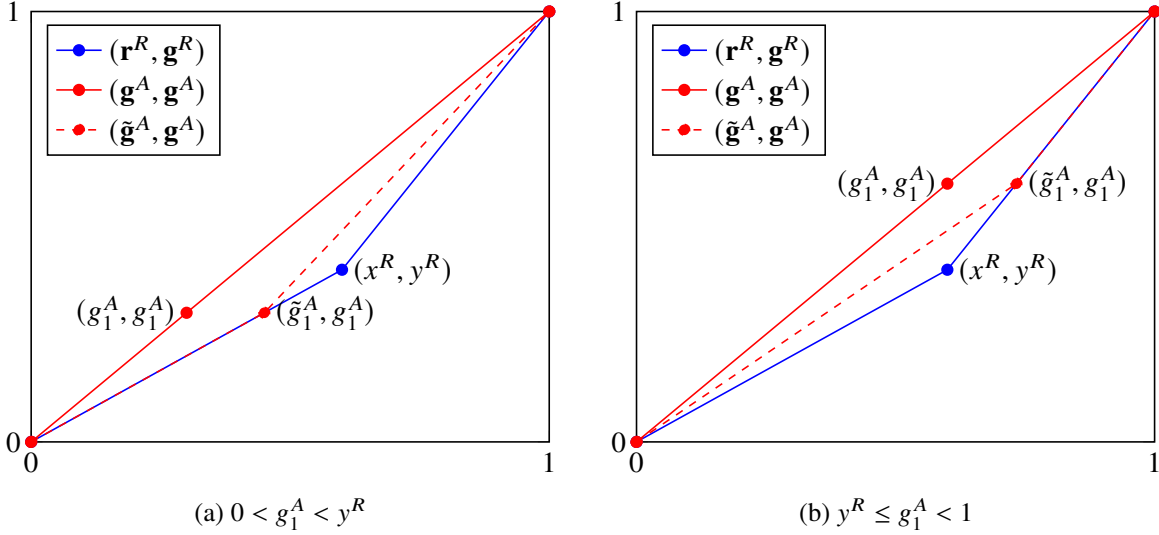 1
(𝐫^R, 𝐠^R)
(𝐠^A, 𝐠^A)
(𝐠̃^A, 𝐠^A)
(x^R, y^R)
(g_1^A, g_1^A)
(g̃_1^A, g_1^A)
0
0
1
(a) 0 < g_1^A < y^R
1
(𝐫^R, 𝐠^R)
(𝐠^A, 𝐠^A)
(𝐠̃^A, 𝐠^A)
(g_1^A, g_1^A)
(g̃_1^A, g_1^A)
(x^R, y^R)
0
0
1
(b) y^R ≤ g_1^A < 1